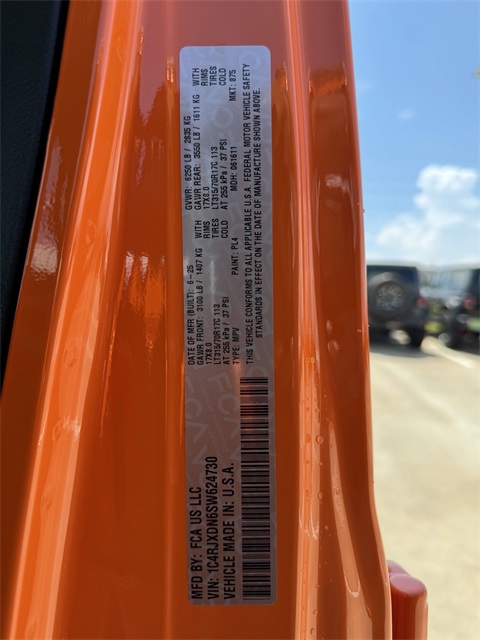 MFD BY: FCA US LLC
VIN: 1C4RJXDN6SW624730
VEHICLE MADE IN: U.S.A.
DATE OF MFR (BUILT): 6-25
GVWR: 6250 LB / 2835 KG
GAWR FRONT: 3100 LB / 1407 KG WITH
GAWR REAR: 3550 LB / 1611 KG WITH
17X8.0 RIMS
17X8.0 RIMS
LT315/70R17C 113 TIRES
LT315/70R17C 113 TIRES
AT 255 kPa / 37 PSI COLD
AT 255 kPa / 37 PSI COLD
TYPE: MPV PAINT: PL4 MDH: 061611 MKT: 875
THIS VEHICLE CONFORMS TO ALL APPLICABLE U.S.A. FEDERAL MOTOR VEHICLE SAFETY
STANDARDS IN EFFECT ON THE DATE OF MANUFACTURE SHOWN ABOVE.